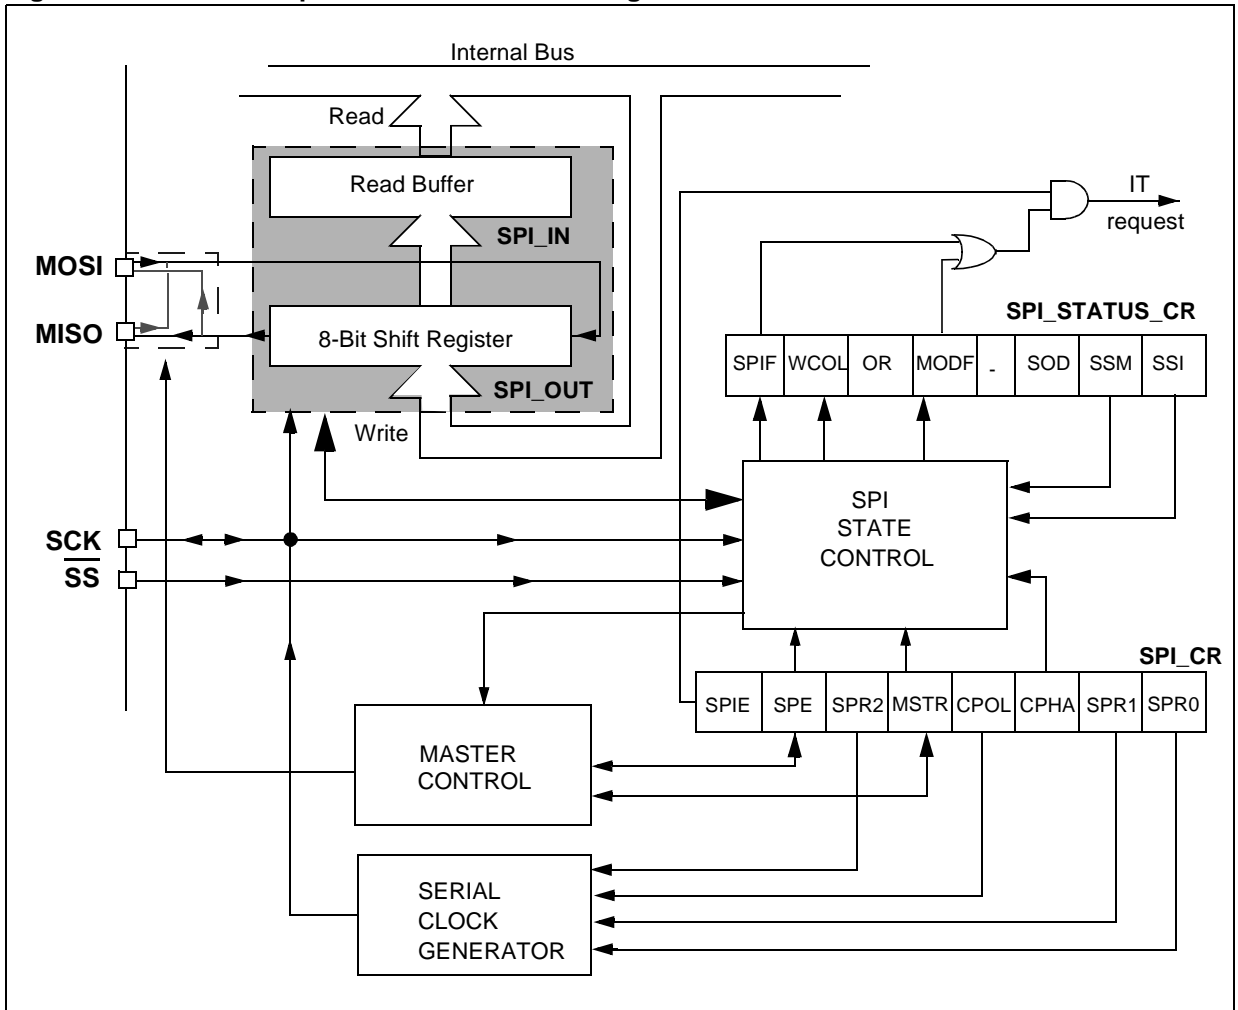 Internal Bus
Read
Read Buffer
SPI_IN
IT
request
MOSI
MISO
8-Bit Shift Register
SPI_OUT
Write
SPI_STATUS_CR
SPIF WCOL OR MODF - SOD SSM SSI
SPI
STATE
CONTROL
SCK
SS
SPI_CR
SPIE SPE SPR2 MSTR CPOL CPHA SPR1 SPR0
MASTER
CONTROL
SERIAL
CLOCK
GENERATOR